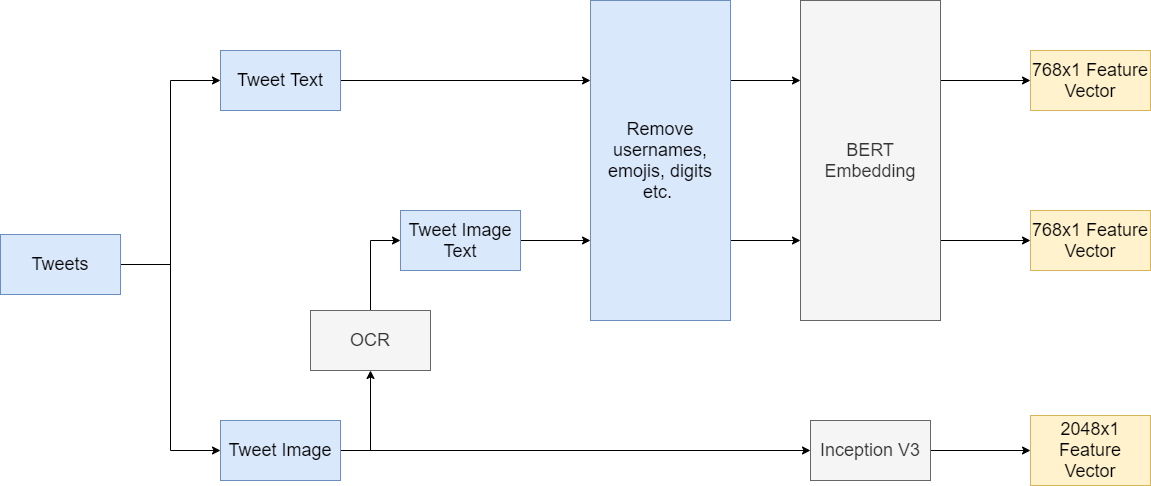 Tweet Text
768x1 Feature
Vector
Remove
usernames,
emojis, digits
etc.
BERT
Embedding
Tweet Image
Text
768x1 Feature
Vector
Tweets
OCR
Tweet Image
Inception V3
2048x1
Feature
Vector